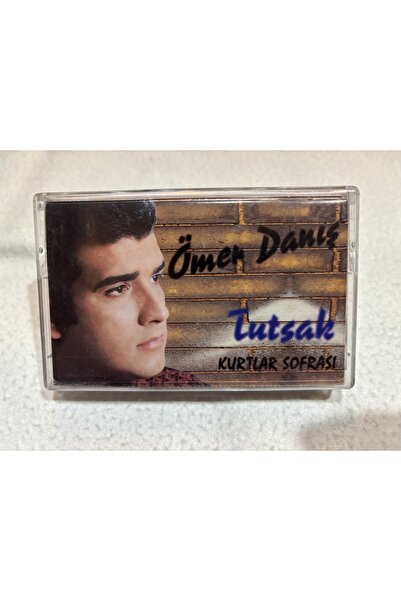 Ömer Danış
Tutsak
KURTLAR SOFRASI